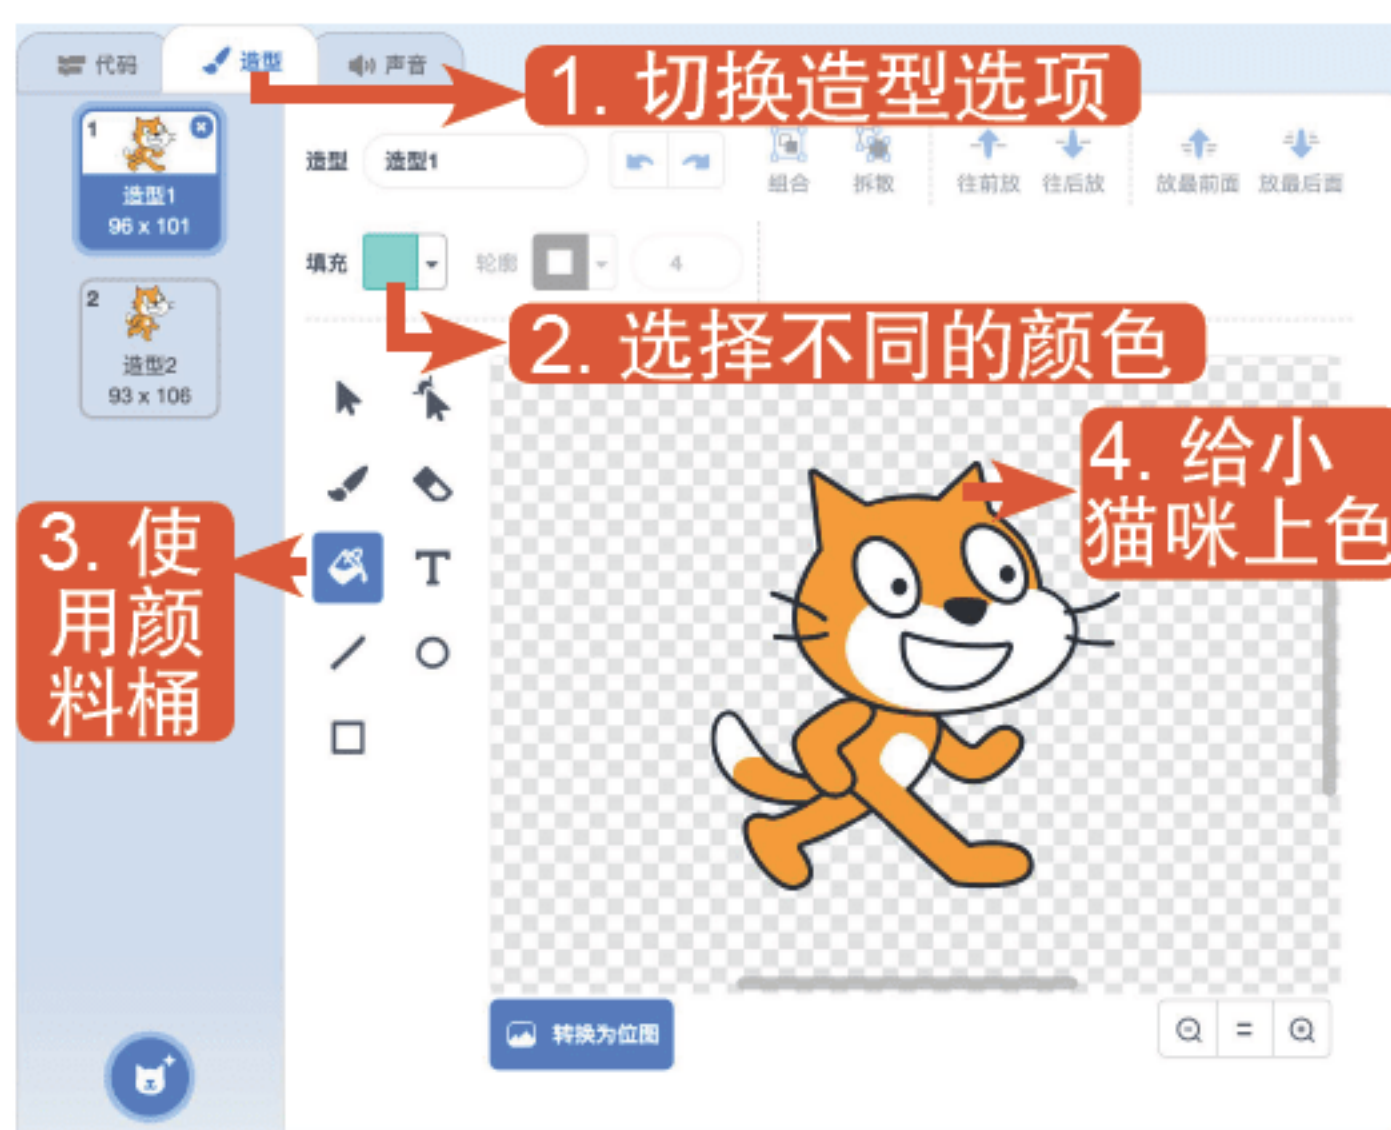 代码
造型
声音
1. 切换造型选项
1
造型1
96 x 101
造型
造型1
组合
拆散
往前放
往后放
放最前面
放最后面
填充
轮廓
4
2. 选择不同的颜色
2
造型2
93 x 106
4. 给小
猫咪上色
3. 使
用颜
料桶
T
转换为位图